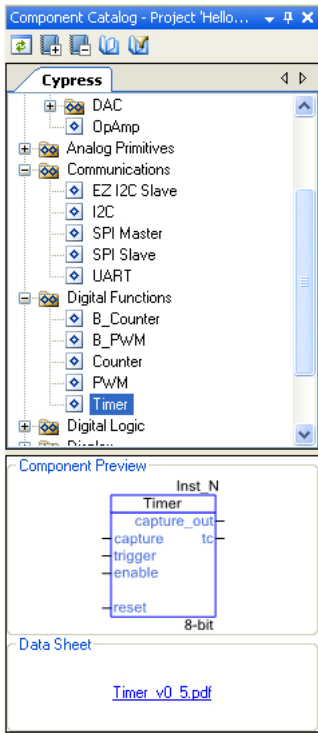 Component Catalog - Project 'Hello...
Cypress
DAC
OpAmp
Analog Primitives
Communications
EZ I2C Slave
I2C
SPI Master
SPI Slave
UART
Digital Functions
B_Counter
B_PWM
Counter
PWM
Timer
Digital Logic
Display
Component Preview
Inst_N
Timer
capture_out
capture tc
trigger
enable
reset
8-bit
Data Sheet
Timer_v0_5.pdf